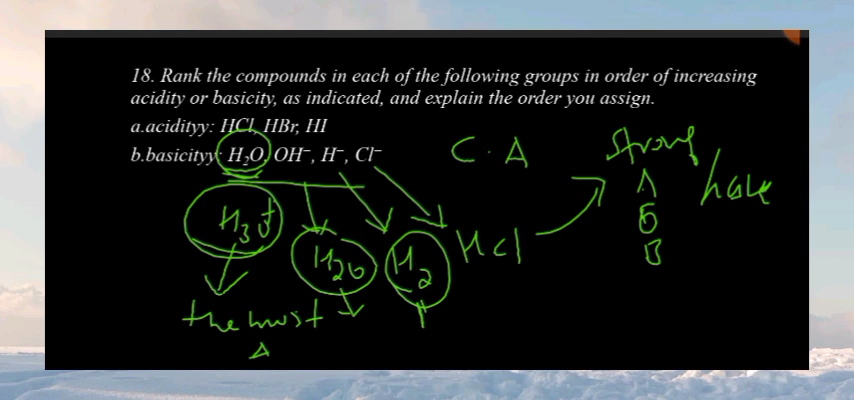 18. Rank the compounds in each of the following groups in order of increasing
acidity or basicity, as indicated, and explain the order you assign.
a.acidityy: HCl, HBr, HI
b.basicityy: H₂O, OH⁻, H⁻, Cl⁻
C.A
strong
A
B
H₃O⁺
H₂O
H₂
HCl
the most
A